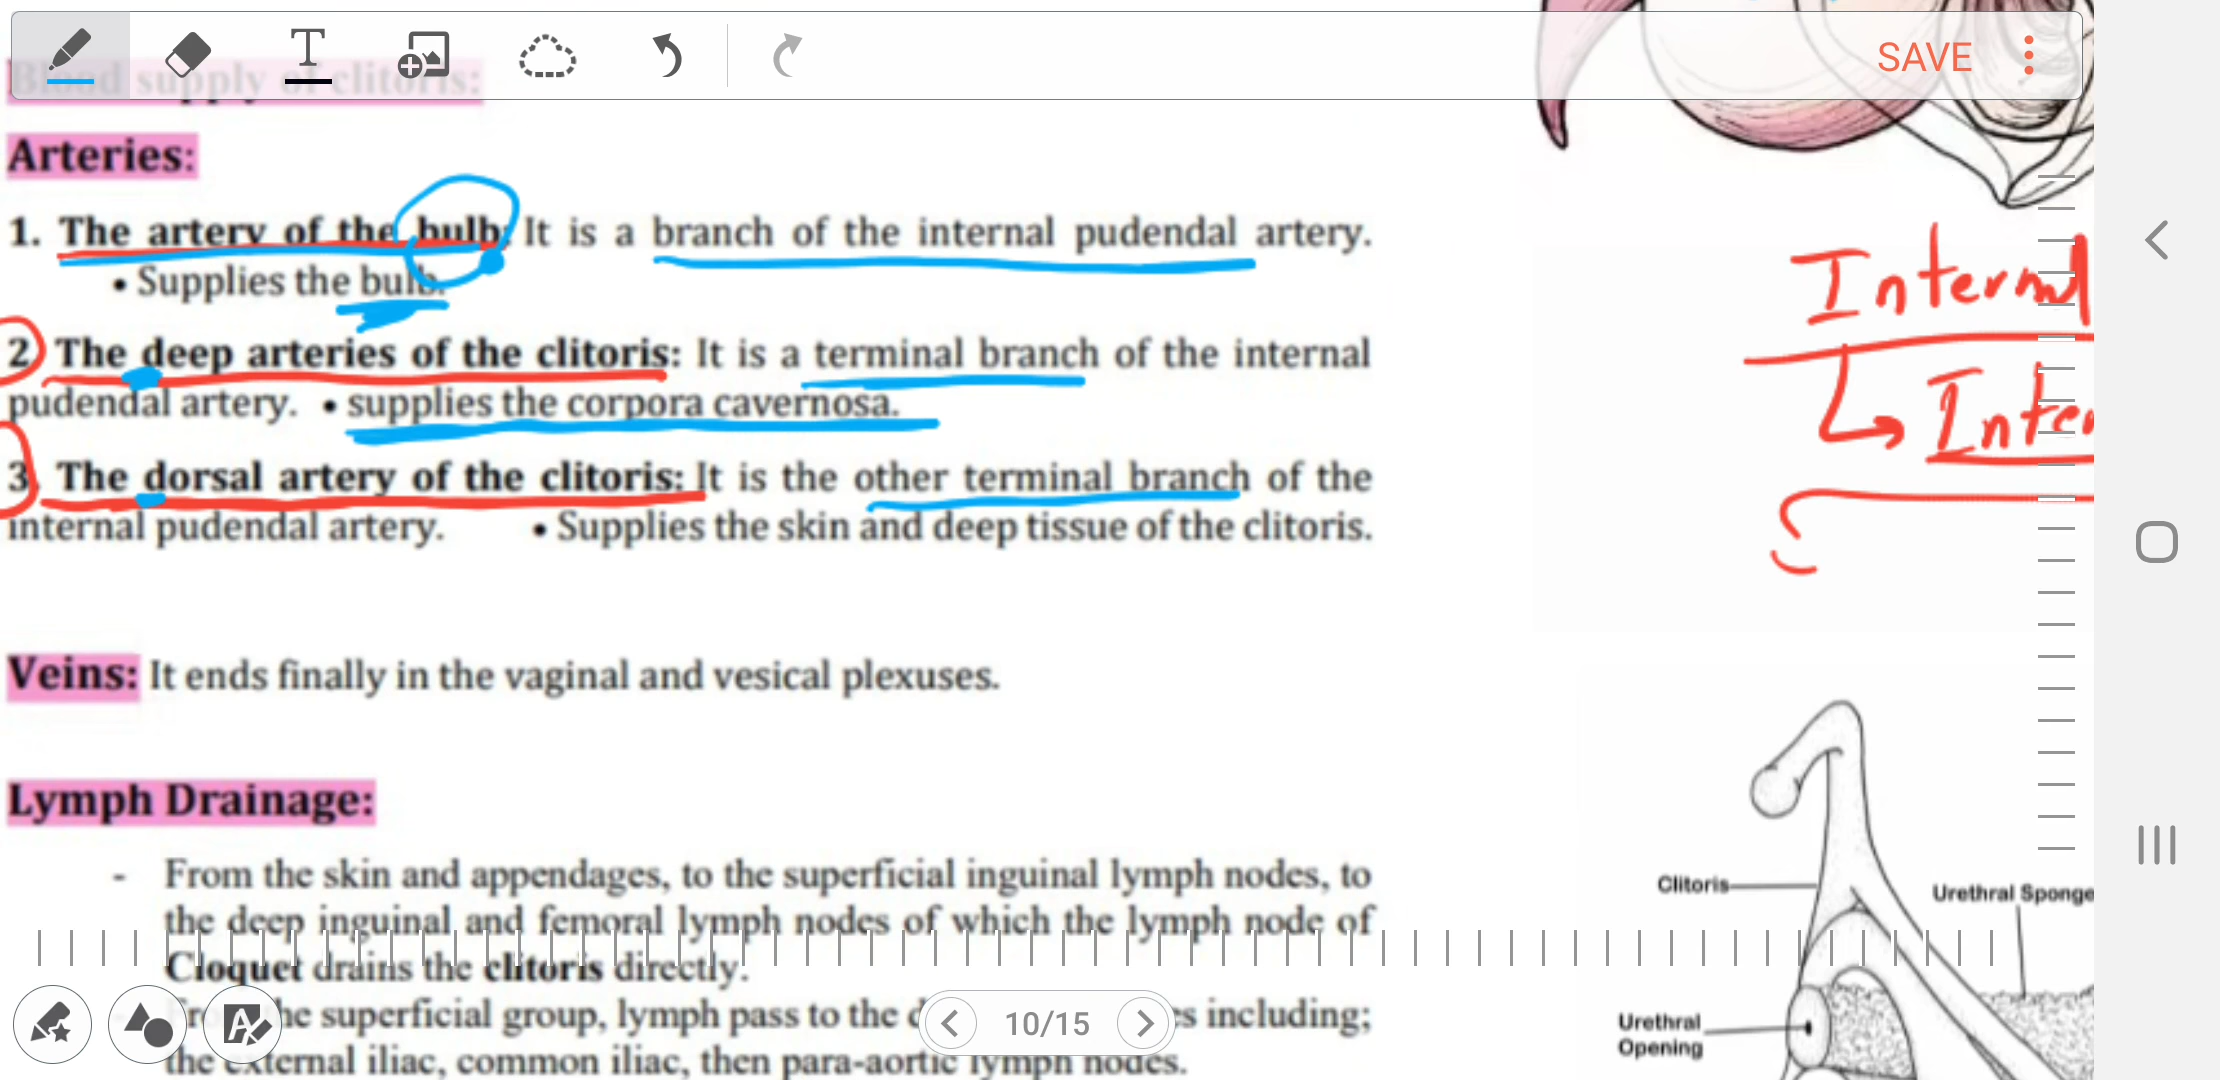 T
SAVE
Blood supply of clitoris:
Arteries:
1. The artery of the bulb: It is a branch of the internal pudendal artery.
• Supplies the bulb.
2. The deep arteries of the clitoris: It is a terminal branch of the internal
pudendal artery. • supplies the corpora cavernosa.
3. The dorsal artery of the clitoris: It is the other terminal branch of the
internal pudendal artery. • Supplies the skin and deep tissue of the clitoris.
Internal
Inter
Veins: It ends finally in the vaginal and vesical plexuses.
Lymph Drainage:
- From the skin and appendages, to the superficial inguinal lymph nodes, to
the deep inguinal and femoral lymph nodes of which the lymph node of
Cloquet drains the clitoris directly.
the superficial group, lymph pass to the including;
the external iliac, common iliac, then para-aortic lymph nodes.
10/15
Clitoris
Urethral Sponge
Urethral
Opening